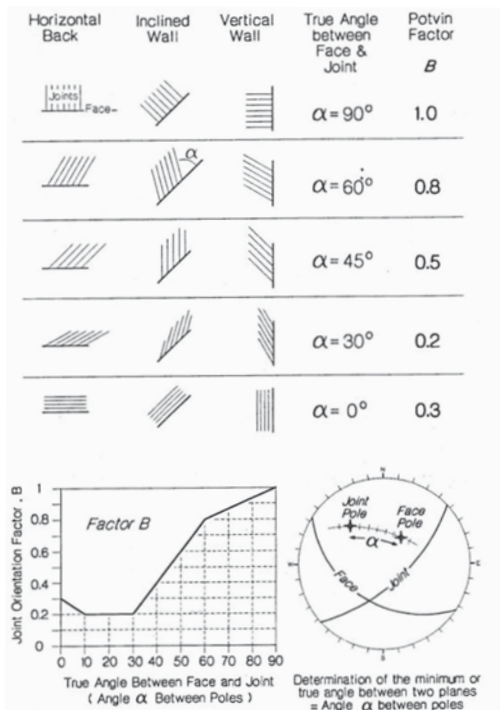 Horizontal Back
Inclined Wall
Vertical Wall
True Angle between Face & Joint
Potvin Factor B
Joints
Face
α = 90° 1.0
α
α = 60° 0.8
α = 45° 0.5
α = 30° 0.2
α = 0° 0.3
Joint Orientation Factor, B
1
0.8
0.6
0.4
0.2
0
Factor B
0 10 20 30 40 50 60 70 80 90
True Angle Between Face and Joint
( Angle α Between Poles )
N
Joint
Pole
Face
Pole
α
W
E
Face
Joint
S
Determination of the minimum or
true angle between two planes
= Angle α between poles